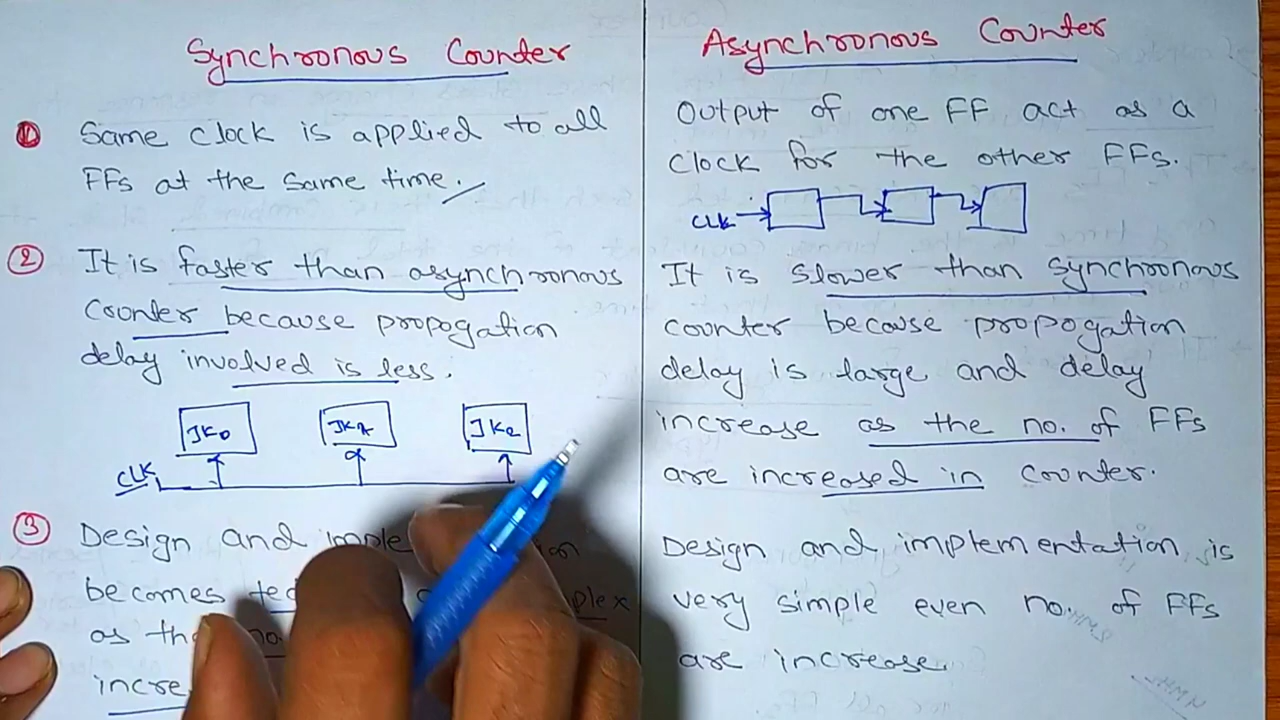 Synchronous Counter
① Same clock is applied to all
FFs at the same time.
② It is faster than asynchronous
counter because propogation
delay involved is less.
JK0 JK1 JK2
CLK
③ Design and
becomes
as the no.
incre
Asynchronous Counter
Output of one FF act as a
clock for the other FFs.
CLK
It is slower than synchronous
counter because propogation
delay is large and delay
increase as the no. of FFs
are increased in counter.
Design and implementation is
very simple even no. of FFs
are increase.